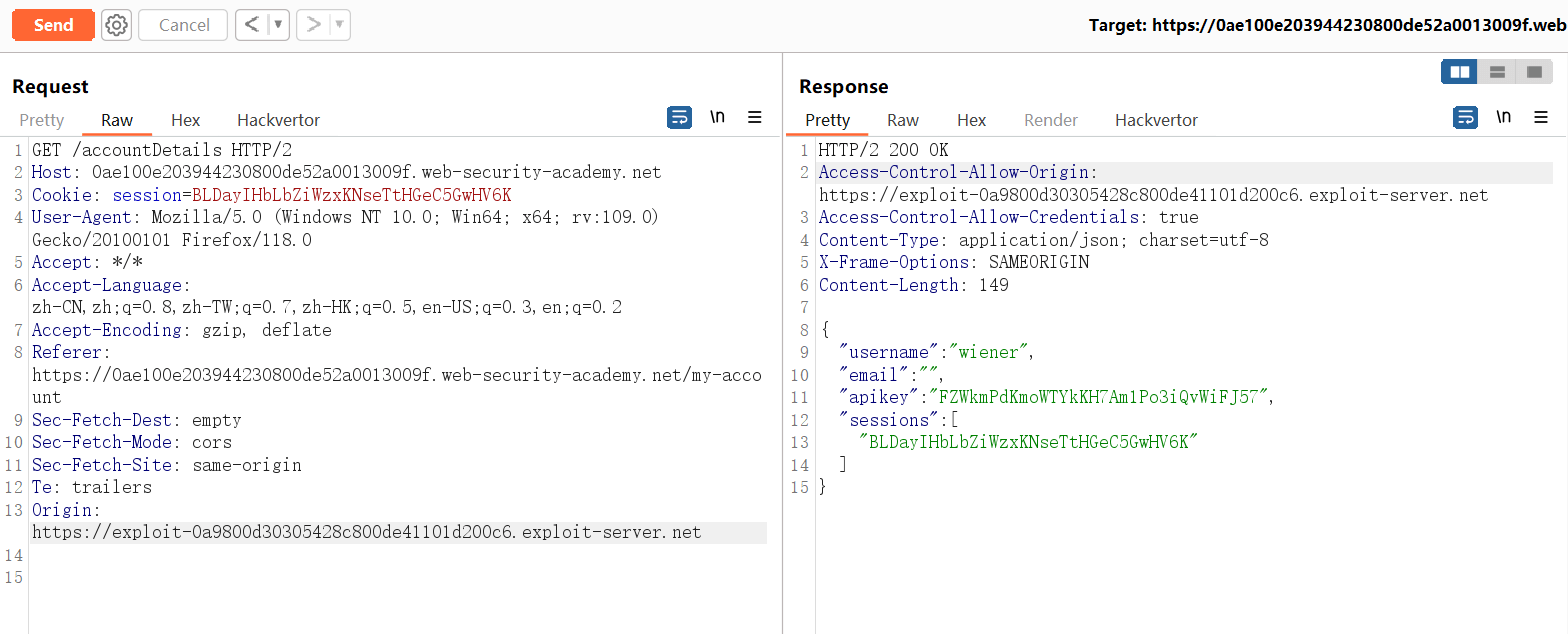 Send
Cancel
<
>
Target: https://0ae100e203944230800de52a0013009f.web
Request
Pretty Raw Hex Hackvertor
\n
1 GET /accountDetails HTTP/2
2 Host: 0ae100e203944230800de52a0013009f.web-security-academy.net
3 Cookie: session=BLDayIHbLbZiWzxKNseTtHGeC5GwHV6K
4 User-Agent: Mozilla/5.0 (Windows NT 10.0; Win64; x64; rv:109.0)
Gecko/20100101 Firefox/118.0
5 Accept: */*
6 Accept-Language:
zh-CN,zh;q=0.8,zh-TW;q=0.7,zh-HK;q=0.5,en-US;q=0.3,en;q=0.2
7 Accept-Encoding: gzip, deflate
8 Referer:
https://0ae100e203944230800de52a0013009f.web-security-academy.net/my-acco
unt
9 Sec-Fetch-Dest: empty
10 Sec-Fetch-Mode: cors
11 Sec-Fetch-Site: same-origin
12 Te: trailers
13 Origin:
https://exploit-0a9800d30305428c800de41101d200c6.exploit-server.net
14
15
Response
Pretty Raw Hex Render Hackvertor
\n
1 HTTP/2 200 OK
2 Access-Control-Allow-Origin:
https://exploit-0a9800d30305428c800de41101d200c6.exploit-server.net
3 Access-Control-Allow-Credentials: true
4 Content-Type: application/json; charset=utf-8
5 X-Frame-Options: SAMEORIGIN
6 Content-Length: 149
7
8 {
9 "username":"wiener",
10 "email":"",
11 "apikey":"FZWkmPdKmoWTYkKH7Am1Po3iQvWiFJ57",
12 "sessions":[
13 "BLDayIHbLbZiWzxKNseTtHGeC5GwHV6K"
14 ]
15 }